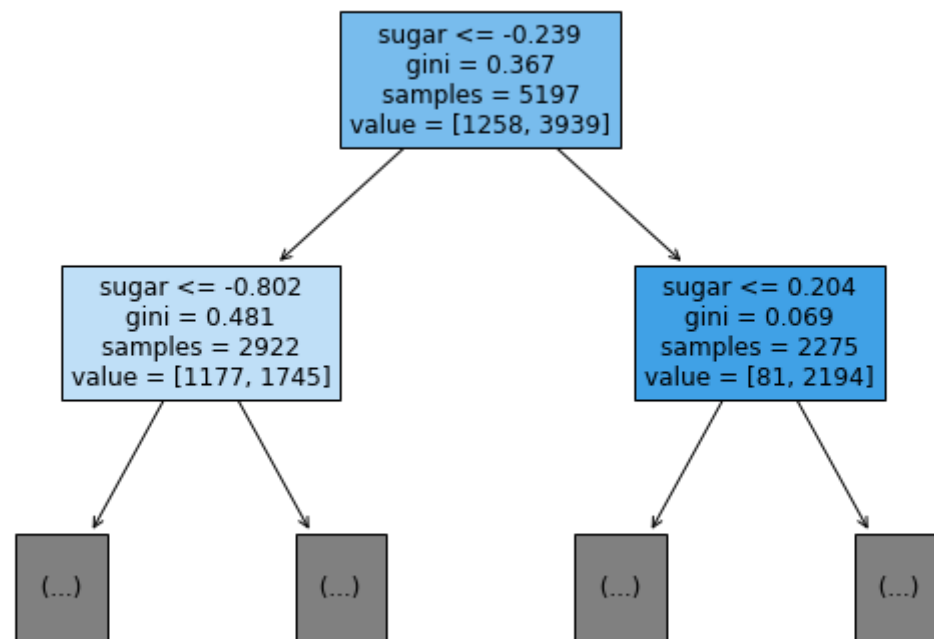 sugar <= -0.239
gini = 0.367
samples = 5197
value = [1258, 3939]
sugar <= -0.802
gini = 0.481
samples = 2922
value = [1177, 1745]
sugar <= 0.204
gini = 0.069
samples = 2275
value = [81, 2194]
(...)
(...)
(...)
(...)